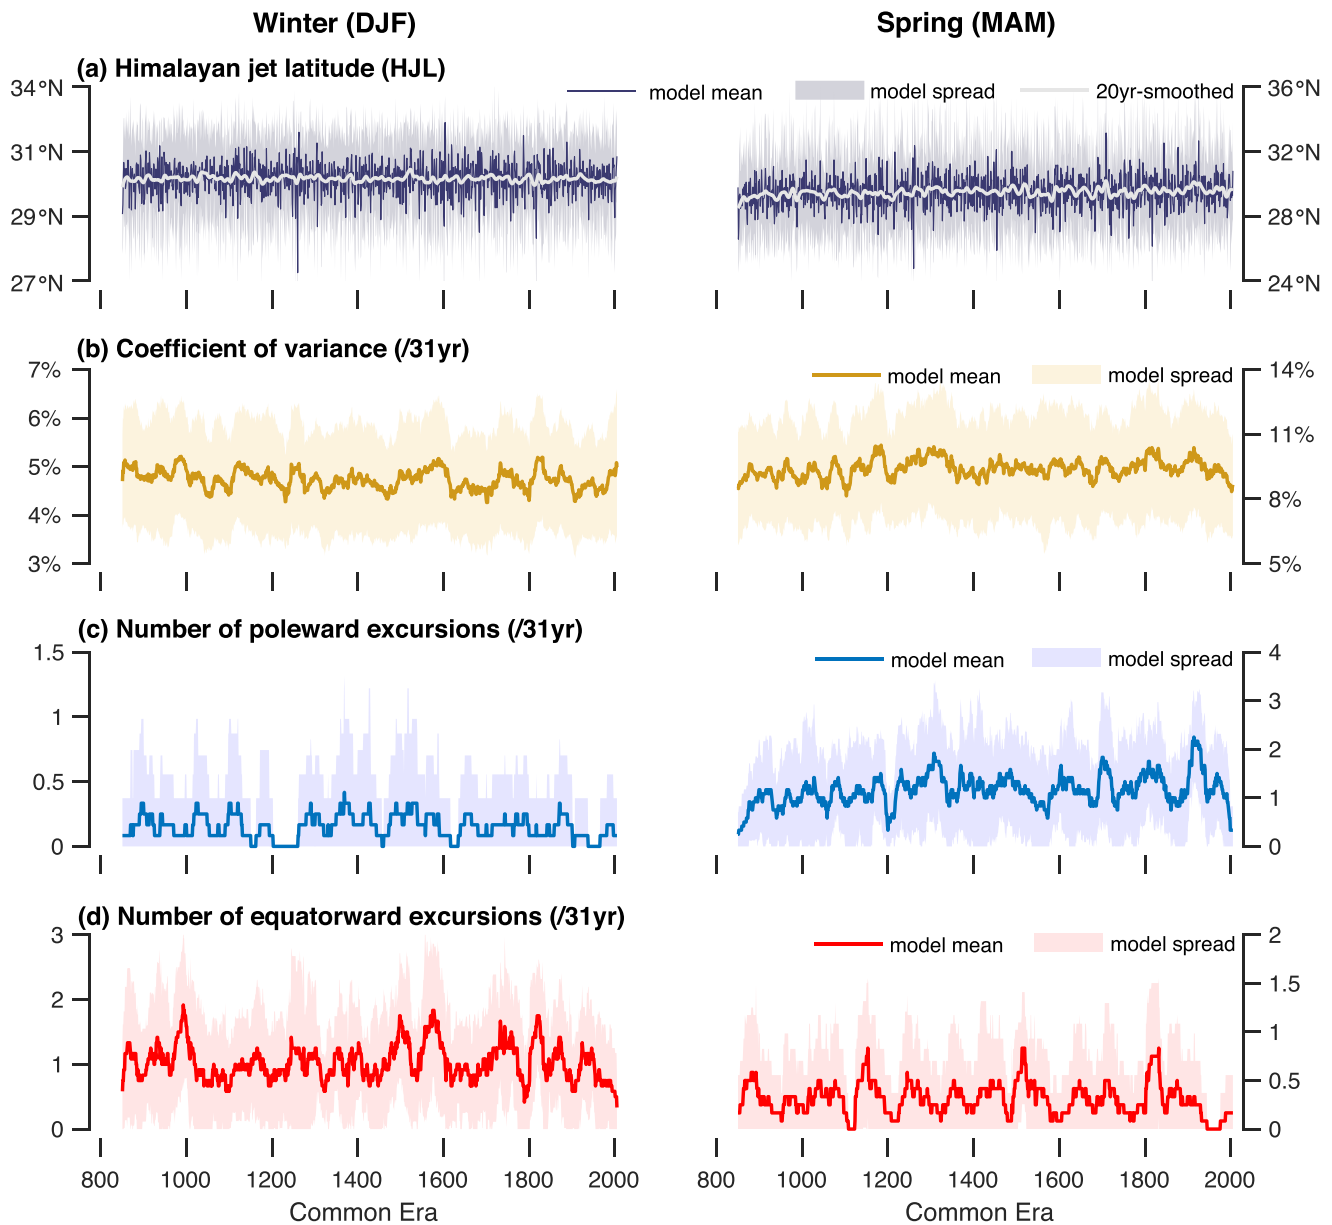 Winter (DJF)
Spring (MAM)
(a) Himalayan jet latitude (HJL)
model mean
model spread
20yr-smoothed
34°N
31°N
29°N
27°N
36°N
32°N
28°N
24°N
(b) Coefficient of variance (/31yr)
model mean
model spread
7%
6%
5%
4%
3%
14%
11%
8%
5%
(c) Number of poleward excursions (/31yr)
model mean
model spread
1.5
1
0.5
0
4
3
2
1
0
(d) Number of equatorward excursions (/31yr)
model mean
model spread
3
2
1
0
2
1.5
1
0.5
0
800 1000 1200 1400 1600 1800 2000
800 1000 1200 1400 1600 1800 2000
Common Era
Common Era